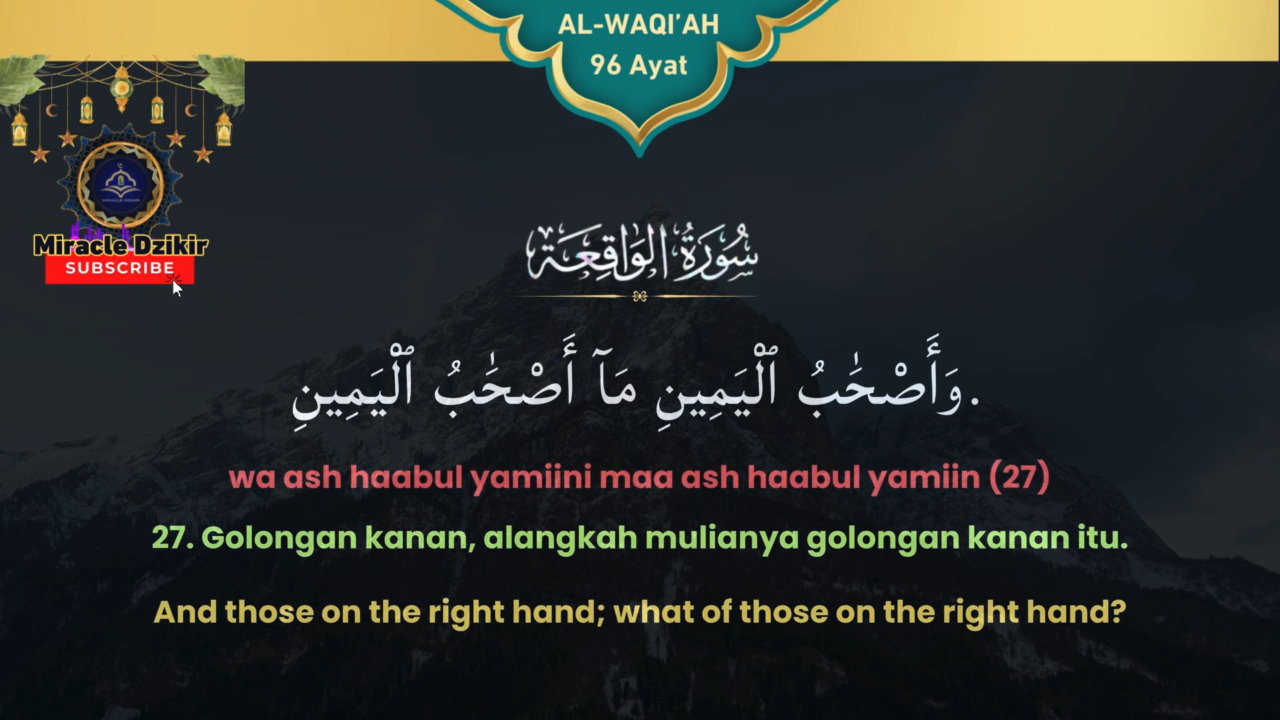 AL-WAQI'AH
96 Ayat
Miracle Dzikir
SUBSCRIBE
سُورَةُ الوَاقِعَة
وَأَصْحَٰبُ ٱلْيَمِينِ مَآ أَصْحَٰبُ ٱلْيَمِينِ.
wa ash haabul yamiini maa ash haabul yamiin (27)
27. Golongan kanan, alangkah mulianya golongan kanan itu.
And those on the right hand; what of those on the right hand?